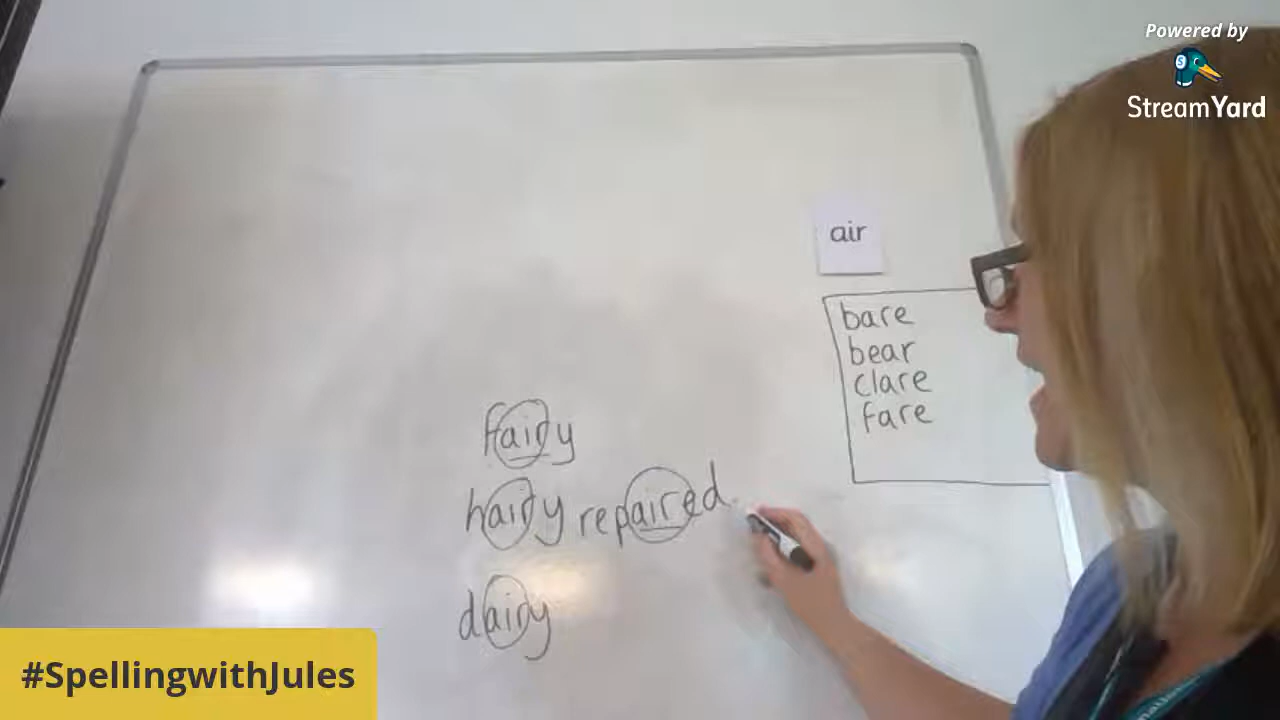 Powered by
StreamYard
air
bare
bear
clare
fare
fairy
hairy repaired
dairy
#SpellingwithJules